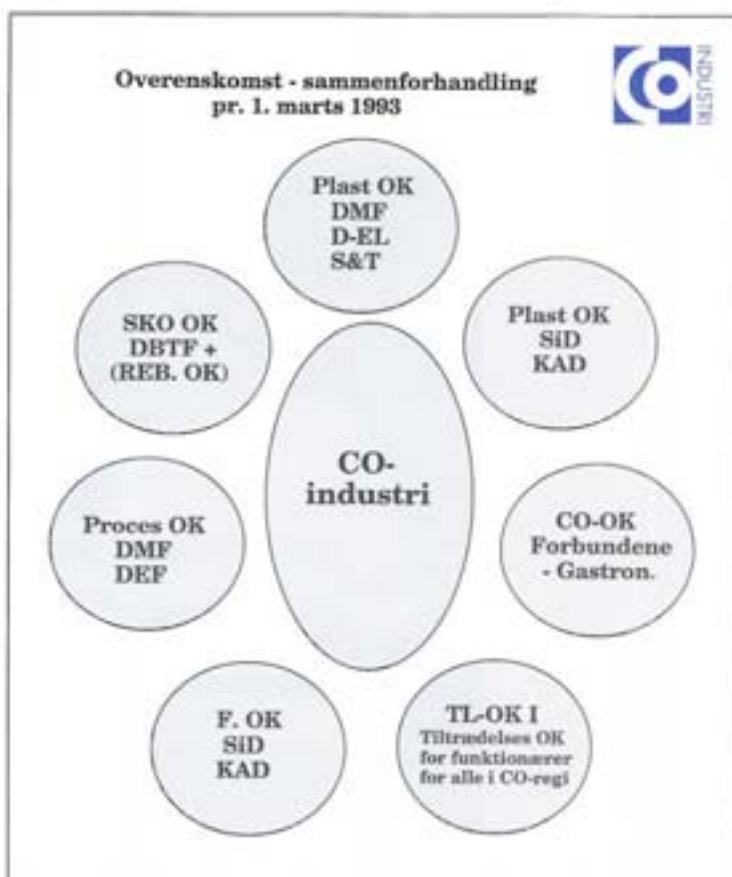 Overenskomst - sammenforhandling
pr. 1. marts 1993
CO
INDUSTRI
Plast OK
DMF
D-EL
S&T
SKO OK
DBTF +
(REB. OK)
Plast OK
SiD
KAD
CO-
industri
Proces OK
DMF
DEF
CO-OK
Forbundene
- Gastron.
F. OK
SiD
KAD
TL-OK I
Tiltrædelses OK
for funktionærer
for alle i CO-regi